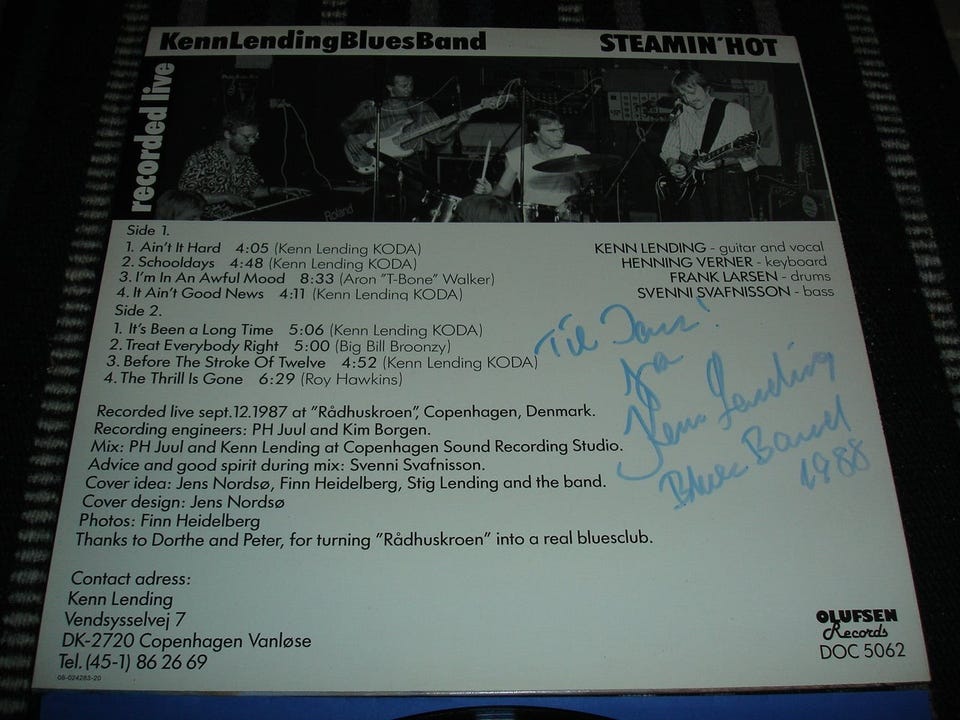 KennLendingBluesBand
STEAMIN´HOT
recorded live
Roland
Side 1.
1. Ain't It Hard 4:05 (Kenn Lending KODA)
2. Schooldays 4:48 (Kenn Lending KODA)
3. I'm In An Awful Mood 8:33 (Aron "T-Bone" Walker)
4. It Ain't Good News 4:11 (Kenn Lending KODA)
Side 2.
1. It's Been a Long Time 5:06 (Kenn Lending KODA)
2. Treat Everybody Right 5:00 (Big Bill Broonzy)
3. Before The Stroke Of Twelve 4:52 (Kenn Lending KODA)
4. The Thrill Is Gone 6:29 (Roy Hawkins)
KENN LENDING - guitar and vocal
HENNING VERNER - keyboard
FRANK LARSEN - drums
SVENNI SVAFNISSON - bass
Til
fra
Kenn Lending
Blues Band
1988
Recorded live sept.12.1987 at "Rådhuskroen", Copenhagen, Denmark.
Recording engineers: PH Juul and Kim Borgen.
Mix: PH Juul and Kenn Lending at Copenhagen Sound Recording Studio.
Advice and good spirit during mix: Svenni Svafnisson.
Cover idea: Jens Nordsø, Finn Heidelberg, Stig Lending and the band.
Cover design: Jens Nordsø
Photos: Finn Heidelberg
Thanks to Dorthe and Peter, for turning "Rådhuskroen" into a real bluesclub.
Contact adress:
Kenn Lending
Vendsysselvej 7
DK-2720 Copenhagen Vanløse
Tel. (45-1) 86 26 69
08-024283-20
OLUFSEN
Records
DOC 5062